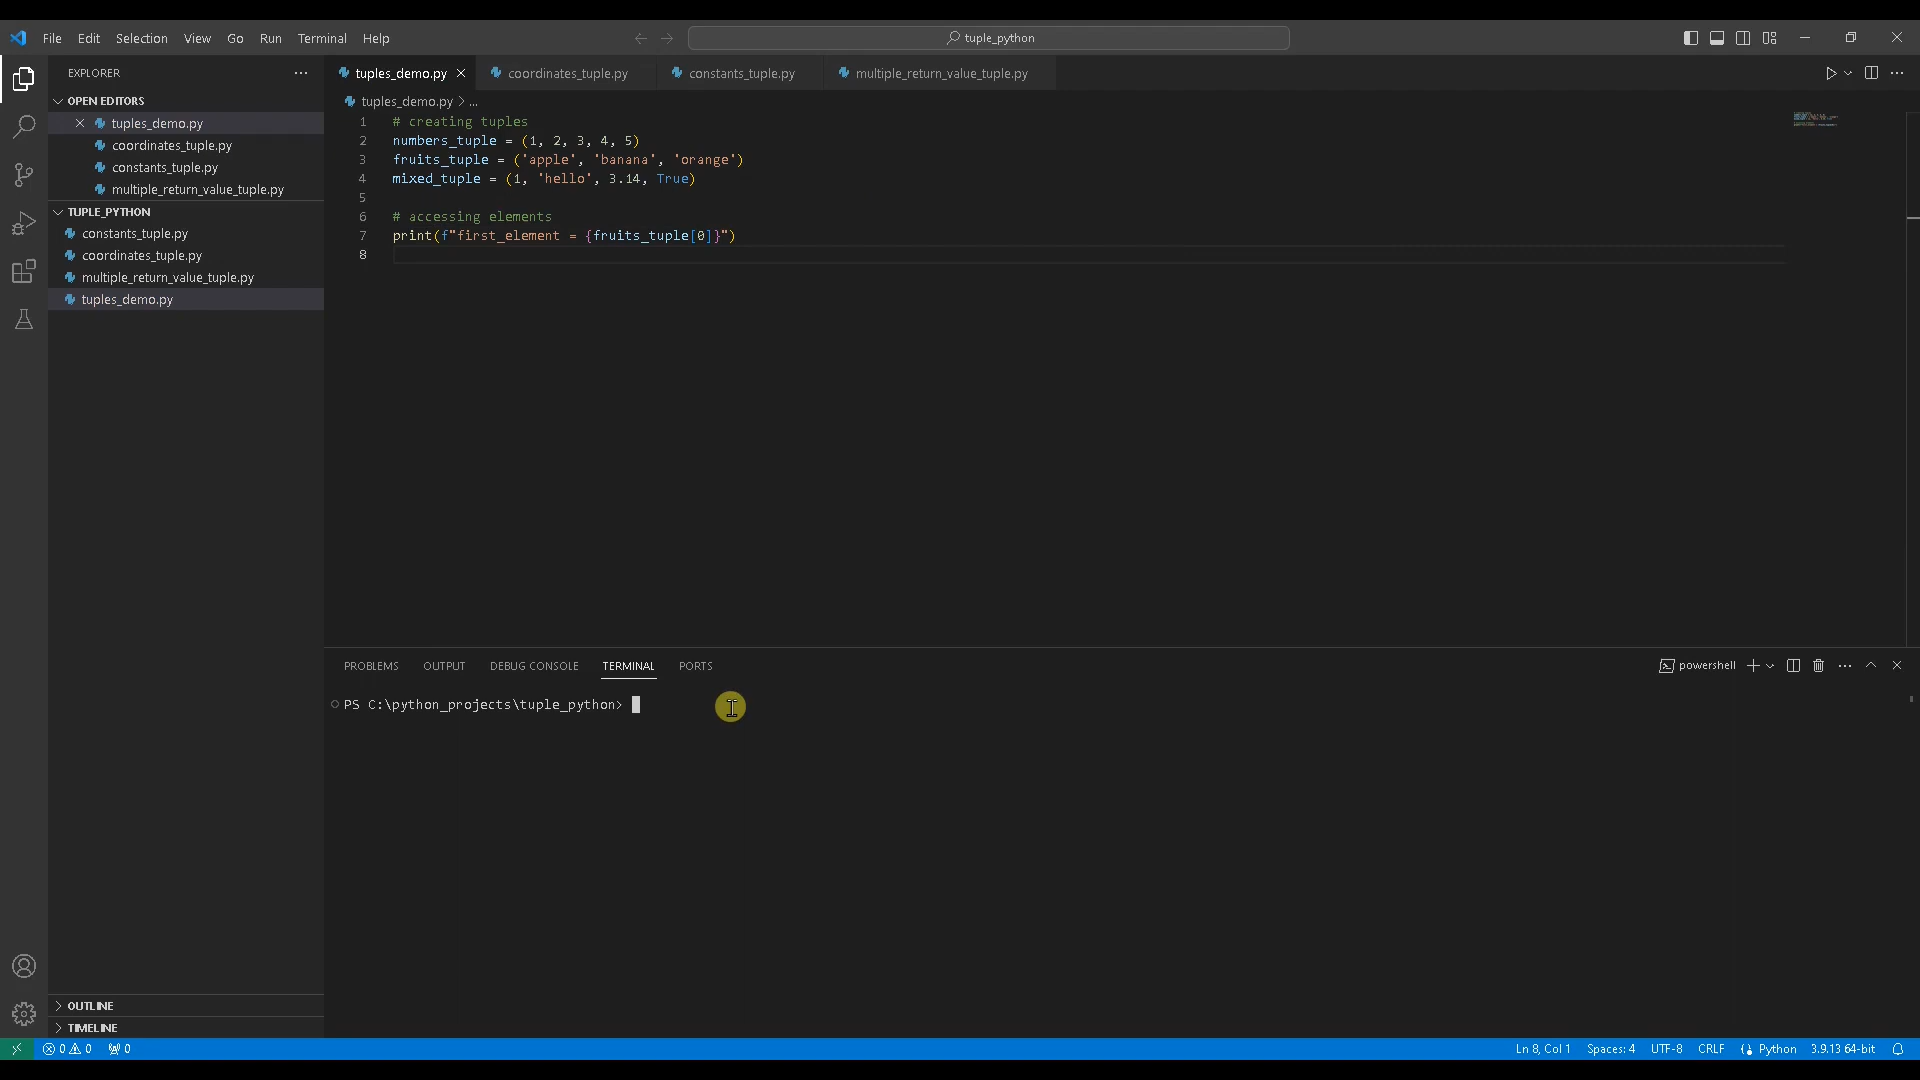 File Edit Selection View Go Run Terminal Help
tuple_python
EXPLORER
OPEN EDITORS
tuples_demo.py
coordinates_tuple.py
constants_tuple.py
multiple_return_value_tuple.py
TUPLE_PYTHON
constants_tuple.py
coordinates_tuple.py
multiple_return_value_tuple.py
tuples_demo.py
OUTLINE
TIMELINE
tuples_demo.py coordinates_tuple.py constants_tuple.py multiple_return_value_tuple.py
tuples_demo.py > ...
1 # creating tuples
2 numbers_tuple = (1, 2, 3, 4, 5)
3 fruits_tuple = ('apple', 'banana', 'orange')
4 mixed_tuple = (1, 'hello', 3.14, True)
5
6 # accessing elements
7 print(f"first_element = {fruits_tuple[0]}")
8
PROBLEMS OUTPUT DEBUG CONSOLE TERMINAL PORTS
powershell
PS C:\python_projects\tuple_python>
0 0 0
Ln 8, Col 1 Spaces: 4 UTF-8 CRLF Python 3.9.13 64-bit